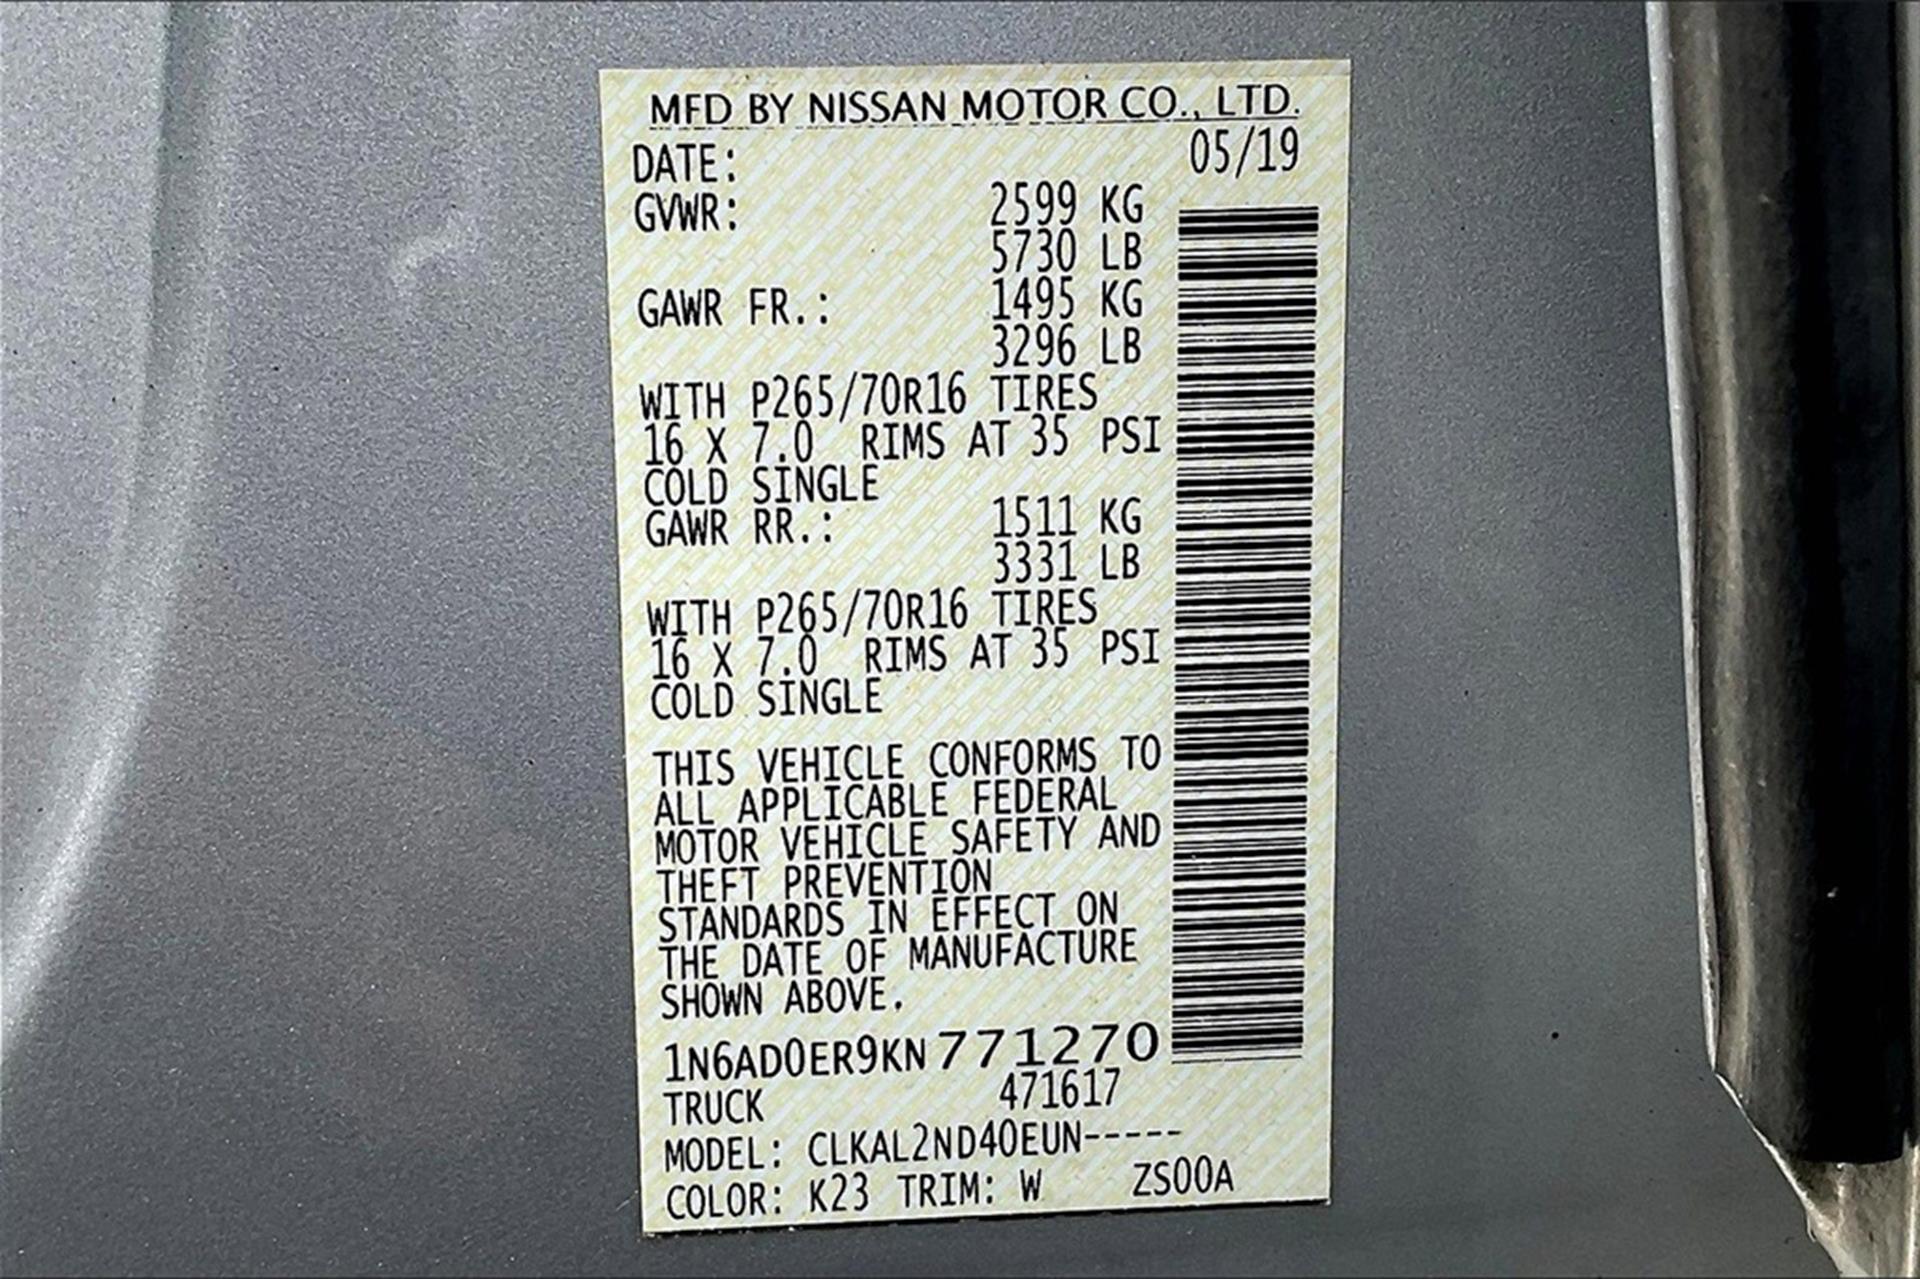 MFD BY NISSAN MOTOR CO., LTD.
DATE: 05/19
GVWR: 2599 KG
5730 LB
GAWR FR.: 1495 KG
3296 LB
WITH P265/70R16 TIRES
16 X 7.0 RIMS AT 35 PSI
COLD SINGLE
GAWR RR.: 1511 KG
3331 LB
WITH P265/70R16 TIRES
16 X 7.0 RIMS AT 35 PSI
COLD SINGLE
THIS VEHICLE CONFORMS TO
ALL APPLICABLE FEDERAL
MOTOR VEHICLE SAFETY AND
THEFT PREVENTION
STANDARDS IN EFFECT ON
THE DATE OF MANUFACTURE
SHOWN ABOVE.
1N6AD0ER9KN771270
TRUCK 471617
MODEL: CLKAL2ND40EUN-----
COLOR: K23 TRIM: W ZS00A